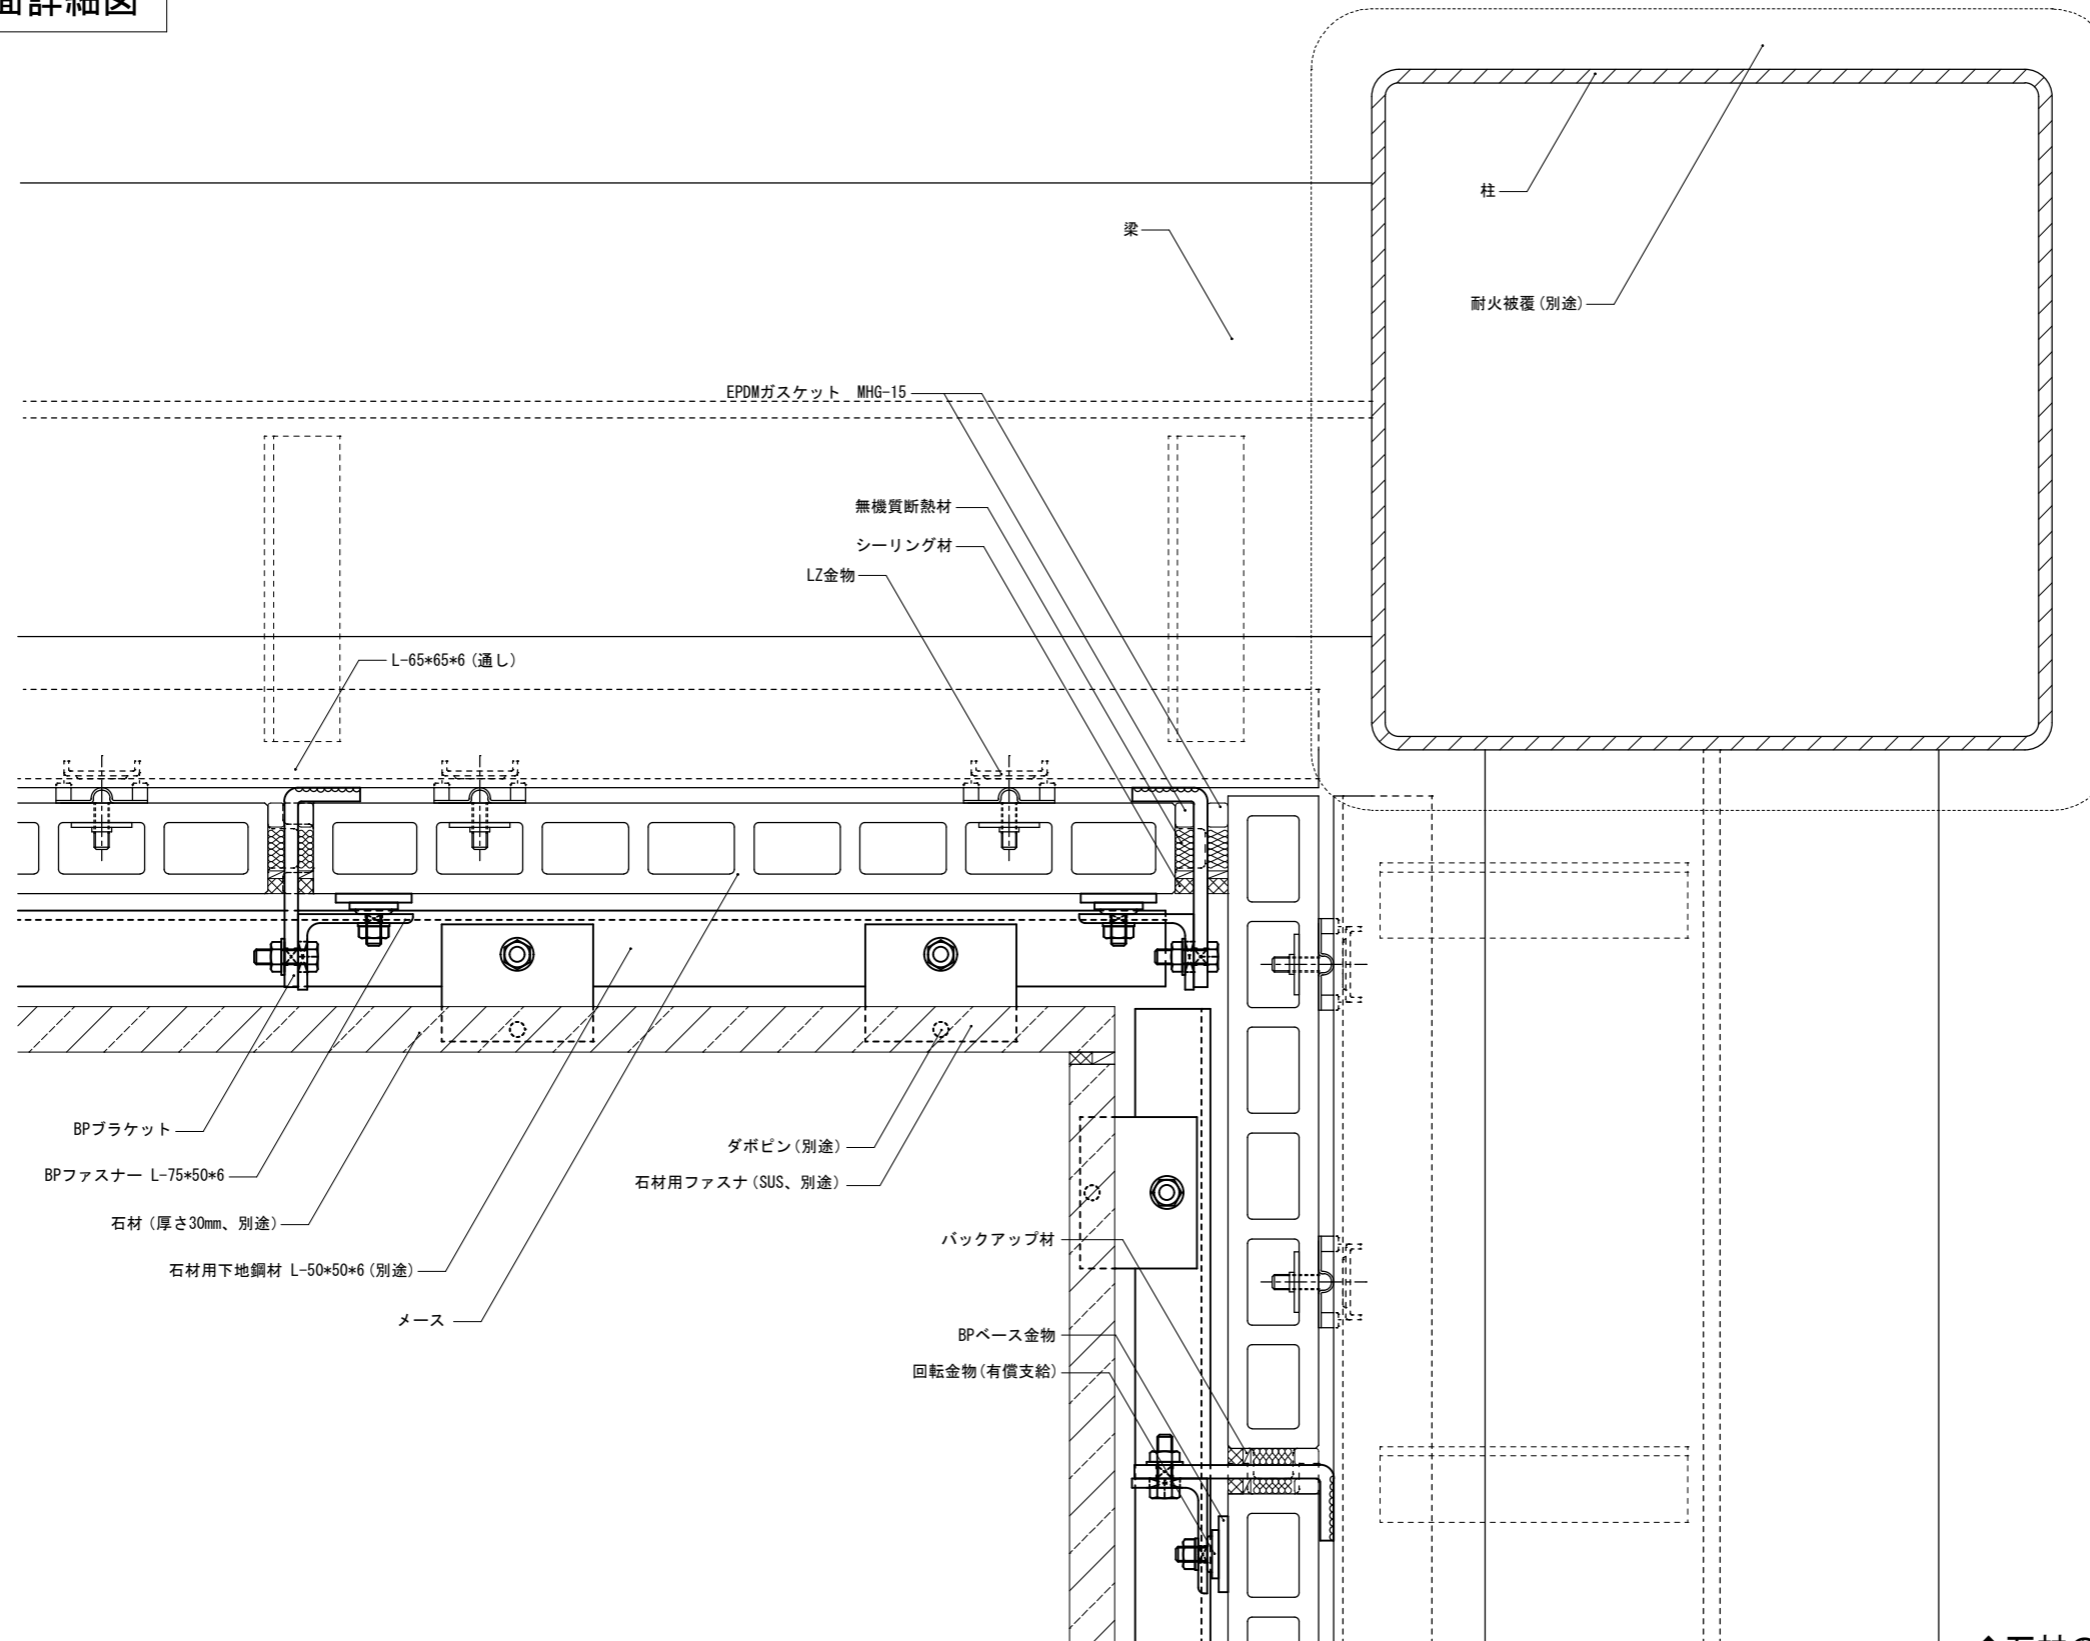 面詳細図
柱
梁
耐火被覆(別途)
EPDMガスケット　MHG-15
無機質断熱材
シーリング材
LZ金物
L-65*65*6(通し)
BPブラケット
ダボピン(別途)
BPファスナー L-75*50*6
石材用ファスナ(SUS、別途)
石材(厚さ30mm、別途)
バックアップ材
石材用下地鋼材 L-50*50*6(別途)
メース
BPベース金物
回転金物(有償支給)